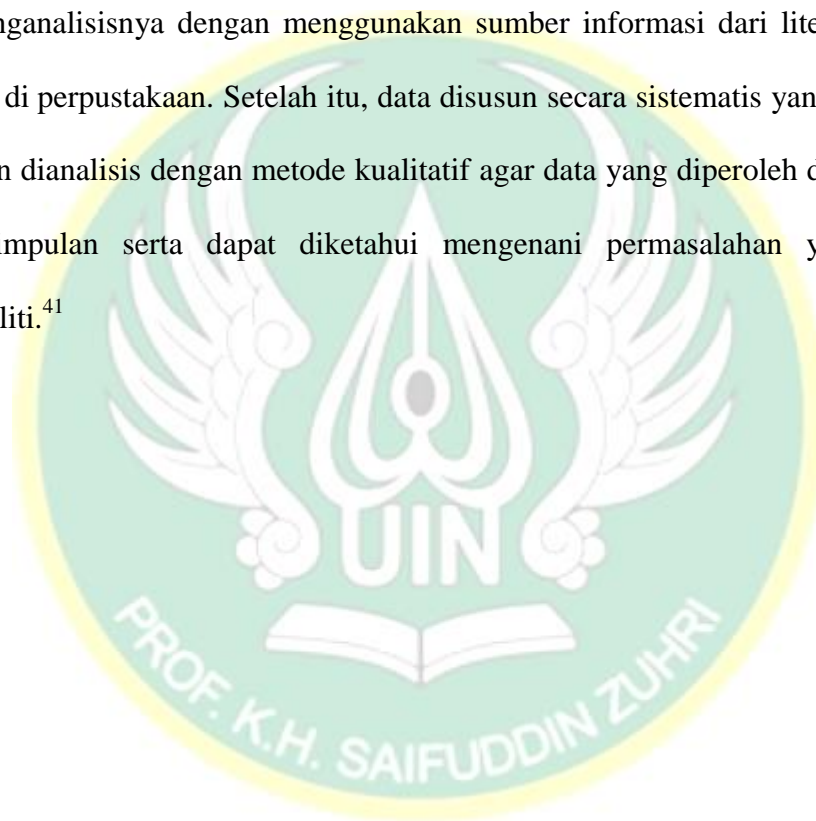 nganalisisnya dengan menggunakan sumber informasi dari lite
di perpustakaan. Setelah itu, data disusun secara sistematis yan
n dianalisis dengan metode kualitatif agar data yang diperoleh d
impulan serta dapat diketahui mengenani permasalahan y
liti.41
UIN
PROF. K.H. SAIFUDDIN ZUHRI